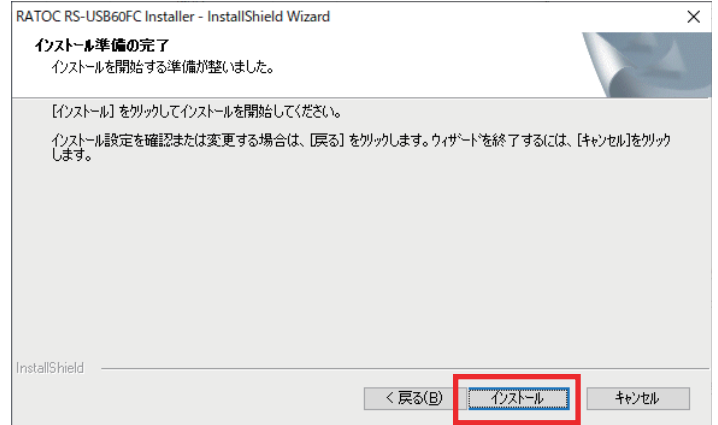 RATOC RS-USB60FC Installer - InstallShield Wizard
インストール準備の完了
インストールを開始する準備が整いました。
[インストール] をクリックしてインストールを開始してください。
インストール設定を確認または変更する場合は、[戻る] をクリックします。ウィザードを終了するには、[キャンセル]をクリック
します。
InstallShield
< 戻る(B)
インストール
キャンセル